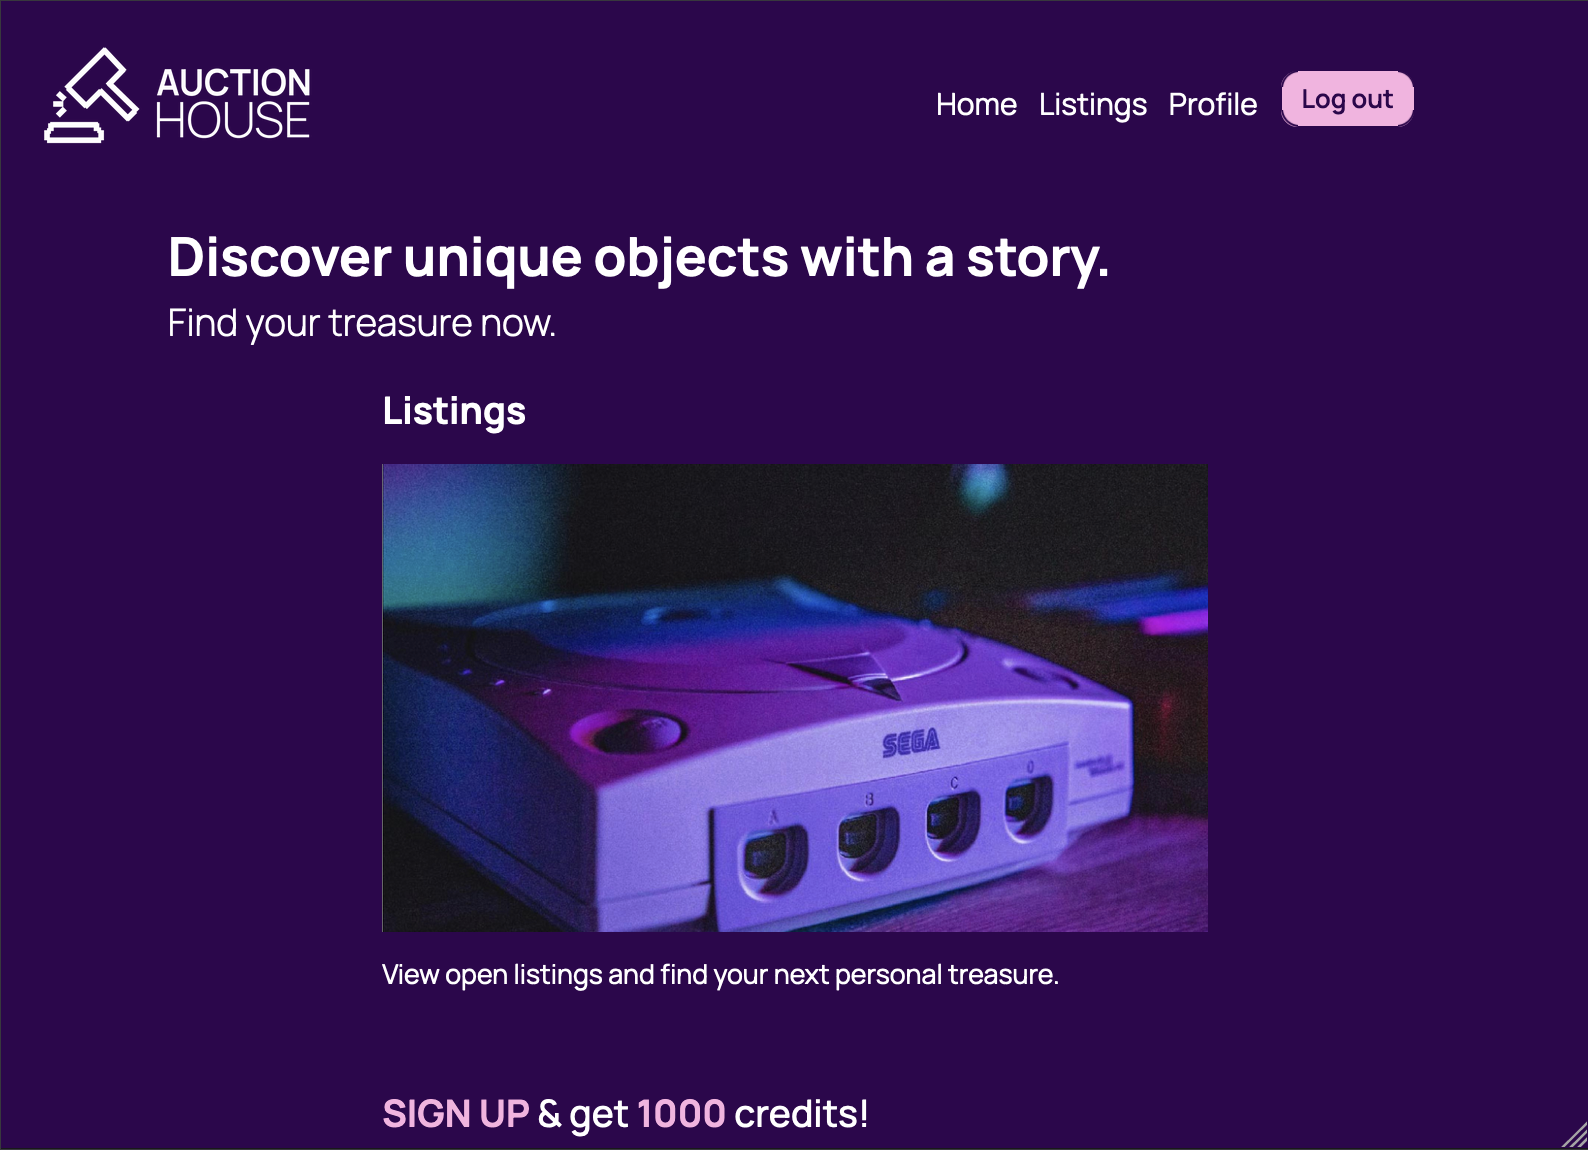 AUCTION
HOUSE
Home Listings Profile Log out
Discover unique objects with a story.
Find your treasure now.
Listings
SEGA
A B C D
View open listings and find your next personal treasure.
SIGN UP & get 1000 credits!